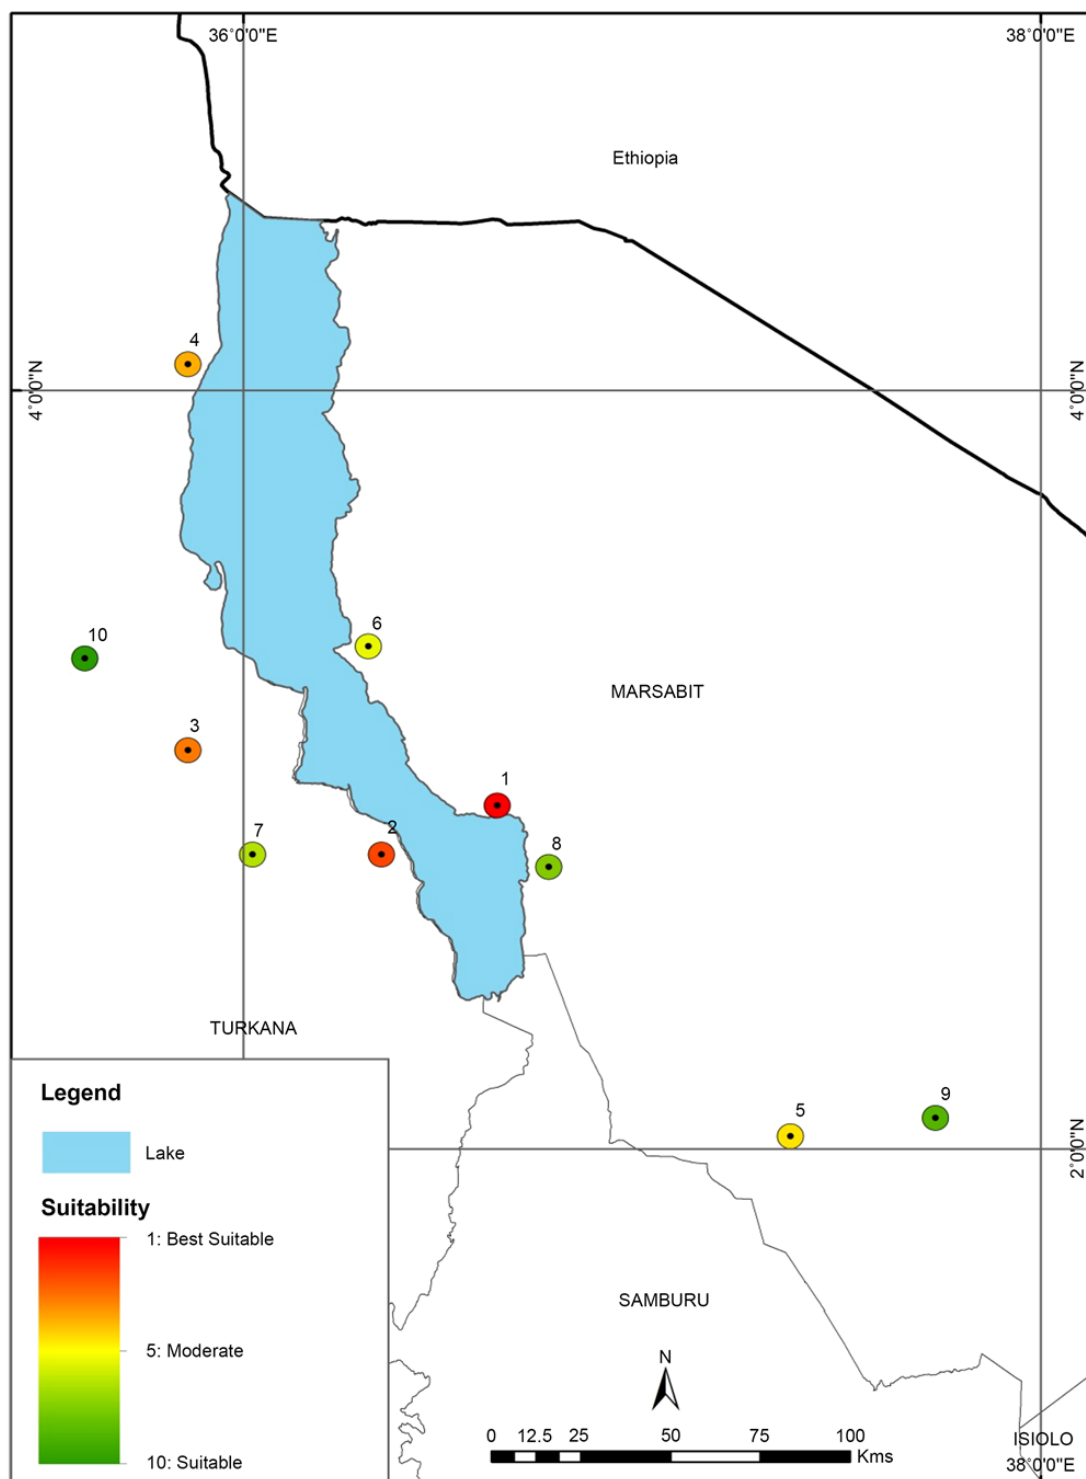 36°0'0"E
38°0'0"E
Ethiopia
4
4°0'0"N
4°0'0"N
6
10
MARSABIT
3
1
2
7
8
TURKANA
5
9
2°0'0"N
Legend
Lake
Suitability
1: Best Suitable
5: Moderate
10: Suitable
SAMBURU
N
0 12.5 25 50 75 100
Kms
ISIOLO
38°0'0"E